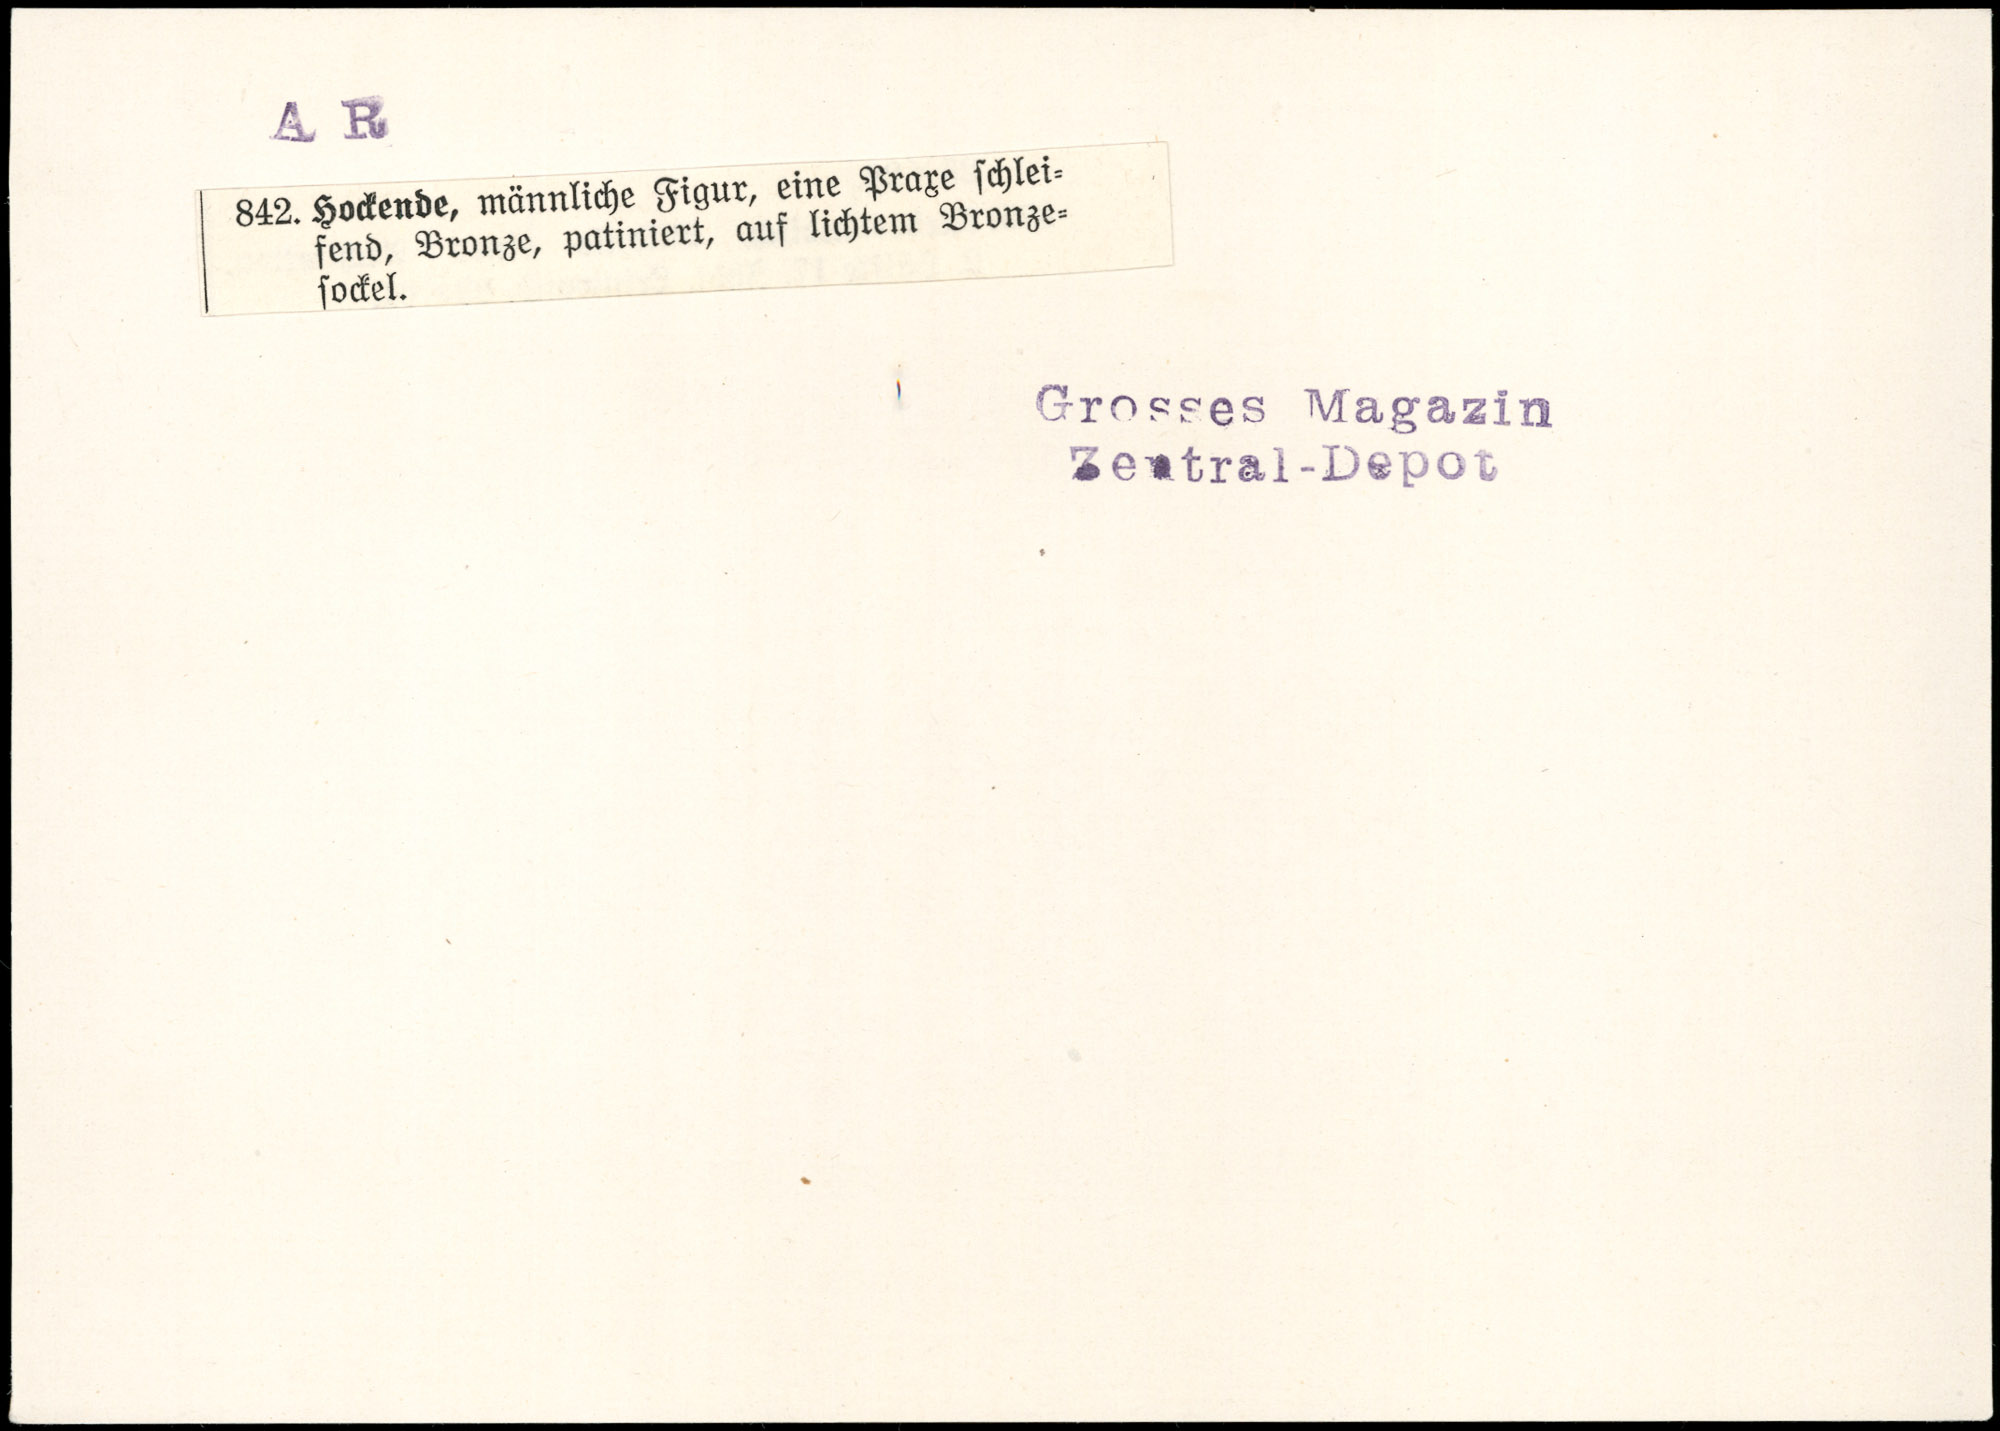 A R
842. Hockende, männliche Figur, eine Praxe ſchlei-
fend, Bronze, patiniert, auf lichtem Bronze-
ſockel.
Grosses Magazin
Zentral-Depot